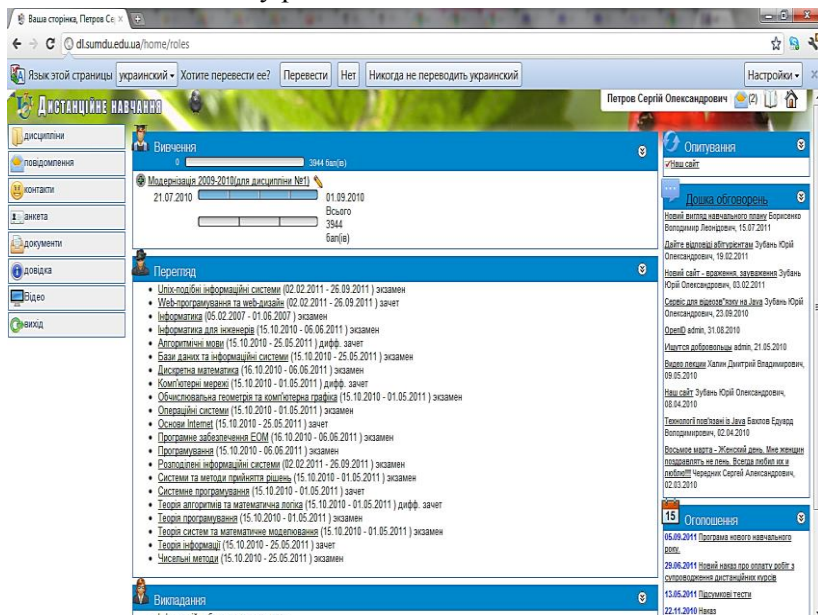 Ваша сторінка, Петров Се
dl.sumdu.edu.ua/home/roles
Язык этой страницы украинский Хотите перевести ее? Перевести Нет Никогда не переводить украинский Настройки
Дистанційне навчання
Петров Сергій Олександрович (2)
дисципліни
повідомлення
контакти
анкета
документи
довідка
Відео
вихід
Вивчення
0 3944 бал(ів)
Модернізація 2009-2010(для дисципліни №1)
21.07.2010 01.09.2010
Всього
3944
бал(ів)
Перегляд
Unix-подібні інформаційні системи (02.02.2011 - 26.09.2011 ) экзамен
Web-програмування та web-дизайн (02.02.2011 - 26.09.2011 ) зачет
Інформатика (05.02.2007 - 01.06.2007 ) экзамен
Інформатика для інженерів (15.10.2010 - 06.06.2011 ) экзамен
Алгоритмічні мови (15.10.2010 - 25.05.2011 ) дифф. зачет
Бази даних та інформаційні системи (15.10.2010 - 25.05.2011 ) экзамен
Дискретна математика (16.10.2010 - 06.06.2011 ) экзамен
Комп'ютерні мережі (15.10.2010 - 01.05.2011 ) дифф. зачет
Обчислювальна геометрія та комп'ютерна графіка (15.10.2010 - 01.05.2011 ) экзамен
Операційні системи (15.10.2010 - 01.05.2011 ) экзамен
Основи Internet (15.10.2010 - 25.05.2011 ) зачет
Програмне забезпечення ЕОМ (16.10.2010 - 06.06.2011 ) экзамен
Програмування (15.10.2010 - 06.06.2011 ) экзамен
Розподілені інформаційні системи (02.02.2011 - 26.09.2011 ) экзамен
Системи та методи прийняття рішень (15.10.2010 - 01.05.2011 ) экзамен
Системне програмування (15.10.2010 - 01.05.2011 ) зачет
Теорія алгоритмів та математична логіка (15.10.2010 - 01.05.2011 ) дифф. зачет
Теорія програмування (15.10.2010 - 01.05.2011 ) экзамен
Теорія систем та математичне моделювання (15.10.2010 - 01.05.2011 ) экзамен
Теорія інформації (15.10.2010 - 25.05.2011 ) зачет
Чисельні методи (15.10.2010 - 25.05.2011 ) экзамен
Викладання
Опитування
Наш сайт
Дошка обговорень
Новий вигляд навчального плану Борисенко
Володимир Леонідович, 15.07.2011
Дайте відповіді абітурієнтам Зубань Юрій
Олександрович, 19.02.2011
Новий сайт - враження, зауваження Зубань
Юрій Олександрович, 03.02.2011
Сервіс для відеозв"язку на Java Зубань Юрій
Олександрович, 23.09.2010
OpenID admin, 31.08.2010
Ищутся добровольцы admin, 21.05.2010
Видео лекции Халин Дмитрий Владимирович,
09.05.2010
Наш сайт Зубань Юрій Олександрович,
08.04.2010
Технології пов'язані із Java Бахлов Едуард
Володимирович, 02.04.2010
Восьмое марта - Женский день. Мне женщин
поздравлять не лень. Всегда любил их и
люблю!!! Чередник Сергей Александрович,
02.03.2010
15 Оголошення
05.09.2011 Програма нового навчального
року.
29.06.2011 Новий наказ про оплату робіт з
супроводження дистанційних курсів
13.05.2011 Підсумкові тести
22.11.2010 Наказ